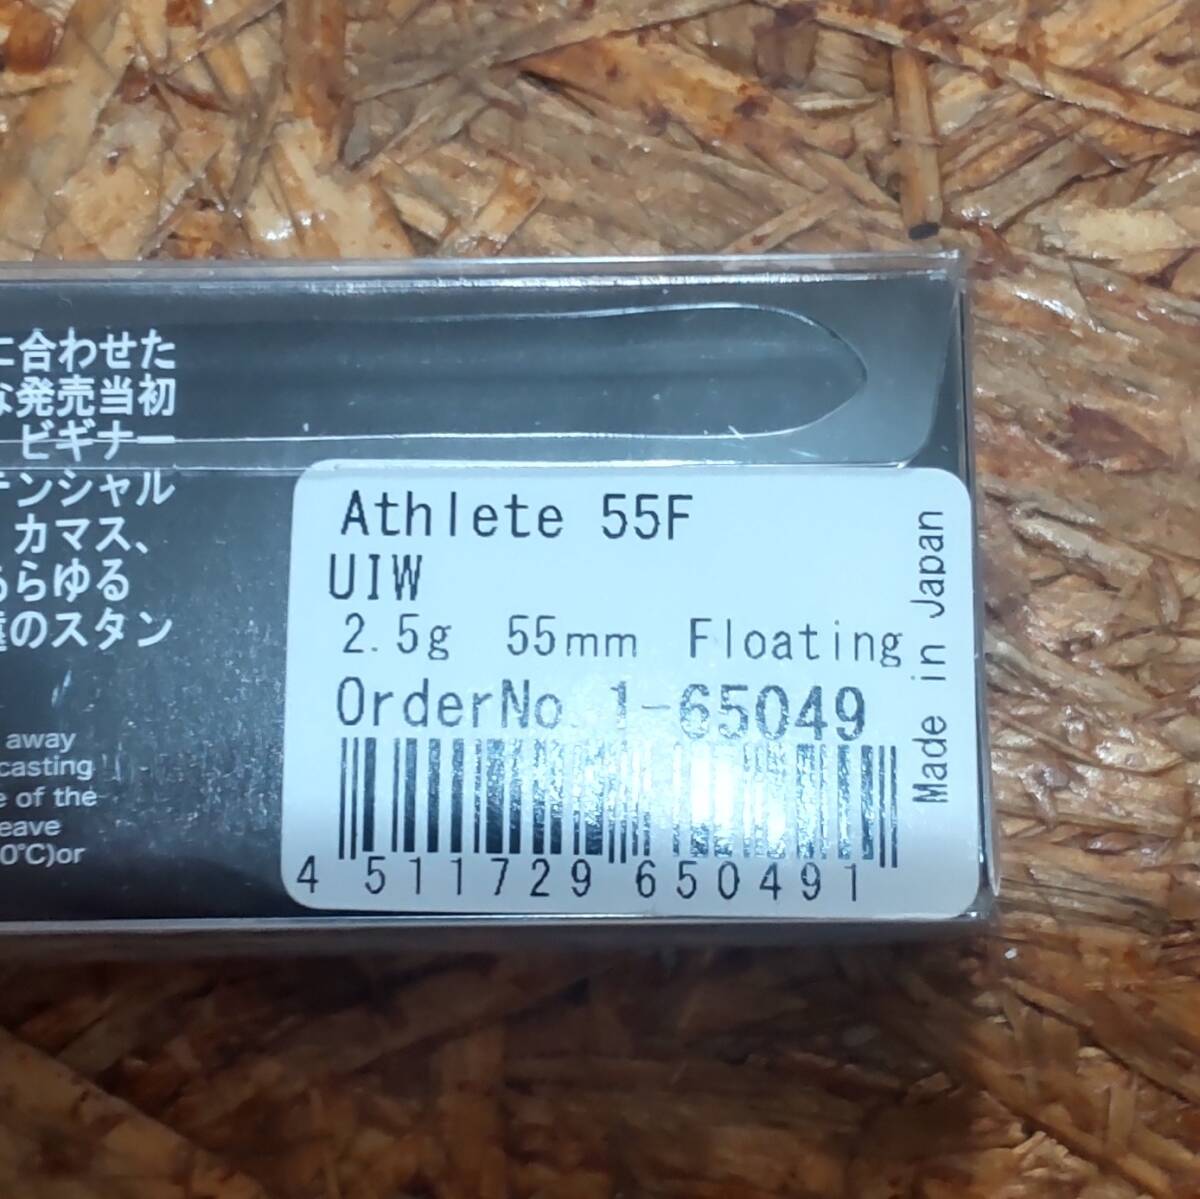 に合わせた
な発売当初
ビギナー
テンシャル
カマス、
あらゆる
のスタン
away
casting
e of the
eave
0℃)or
Athlete 55F
UIW
2.5g 55mm Floating
OrderNo. 1-65049
4 511729 650491
Made in Japan